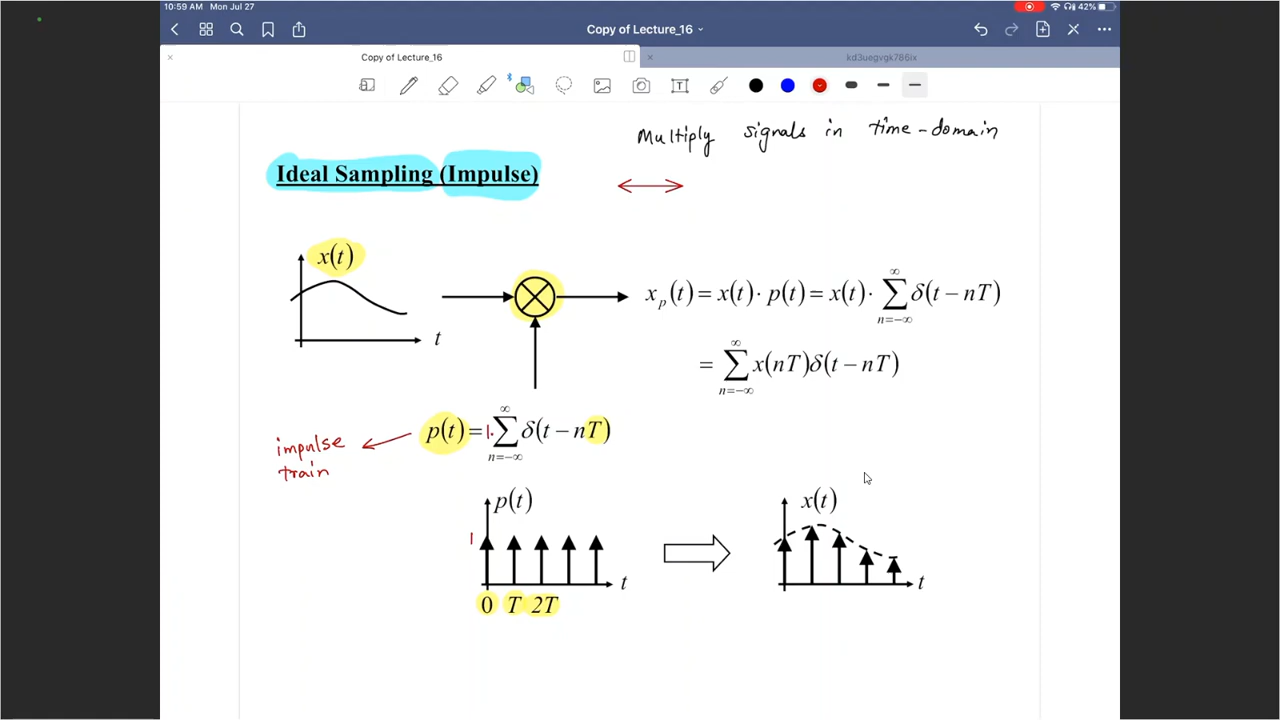 10:59 AM Mon Jul 27
42%
Copy of Lecture_16
Copy of Lecture_16
kd3uegvgk786ix
Multiply signals in time-domain
Ideal Sampling (Impulse)
x(t)
t
x_p(t) = x(t) · p(t) = x(t) · ∑_{n=-∞}^{∞} δ(t − nT)
= ∑_{n=-∞}^{∞} x(nT)δ(t − nT)
p(t) = 1· ∑_{n=-∞}^{∞} δ(t − nT)
impulse
train
p(t)
1
t
0 T 2T
x(t)
t